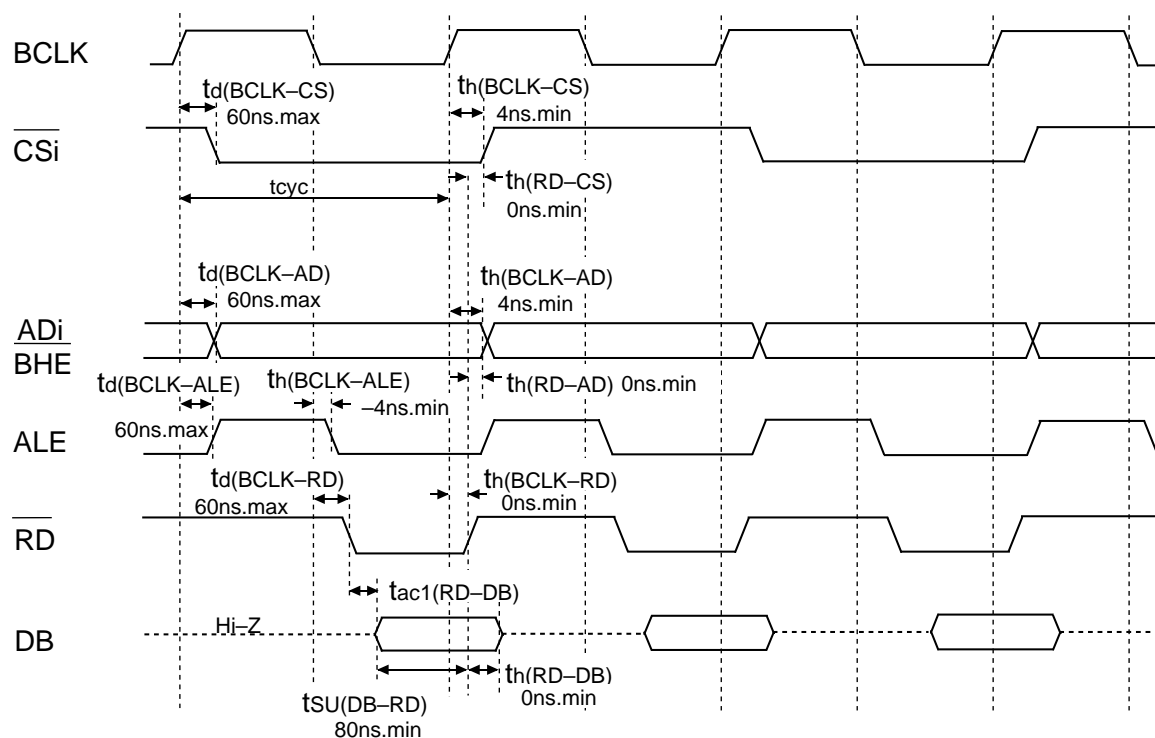 BCLK
td(BCLK–CS)
60ns.max
th(BCLK–CS)
4ns.min
CSi
tcyc
th(RD–CS)
0ns.min
td(BCLK–AD)
60ns.max
th(BCLK–AD)
4ns.min
ADi
BHE
td(BCLK–ALE)
60ns.max
th(BCLK–ALE)
–4ns.min
th(RD–AD) 0ns.min
ALE
td(BCLK–RD)
60ns.max
th(BCLK–RD)
0ns.min
RD
tac1(RD–DB)
Hi–Z
DB
tSU(DB–RD)
80ns.min
th(RD–DB)
0ns.min